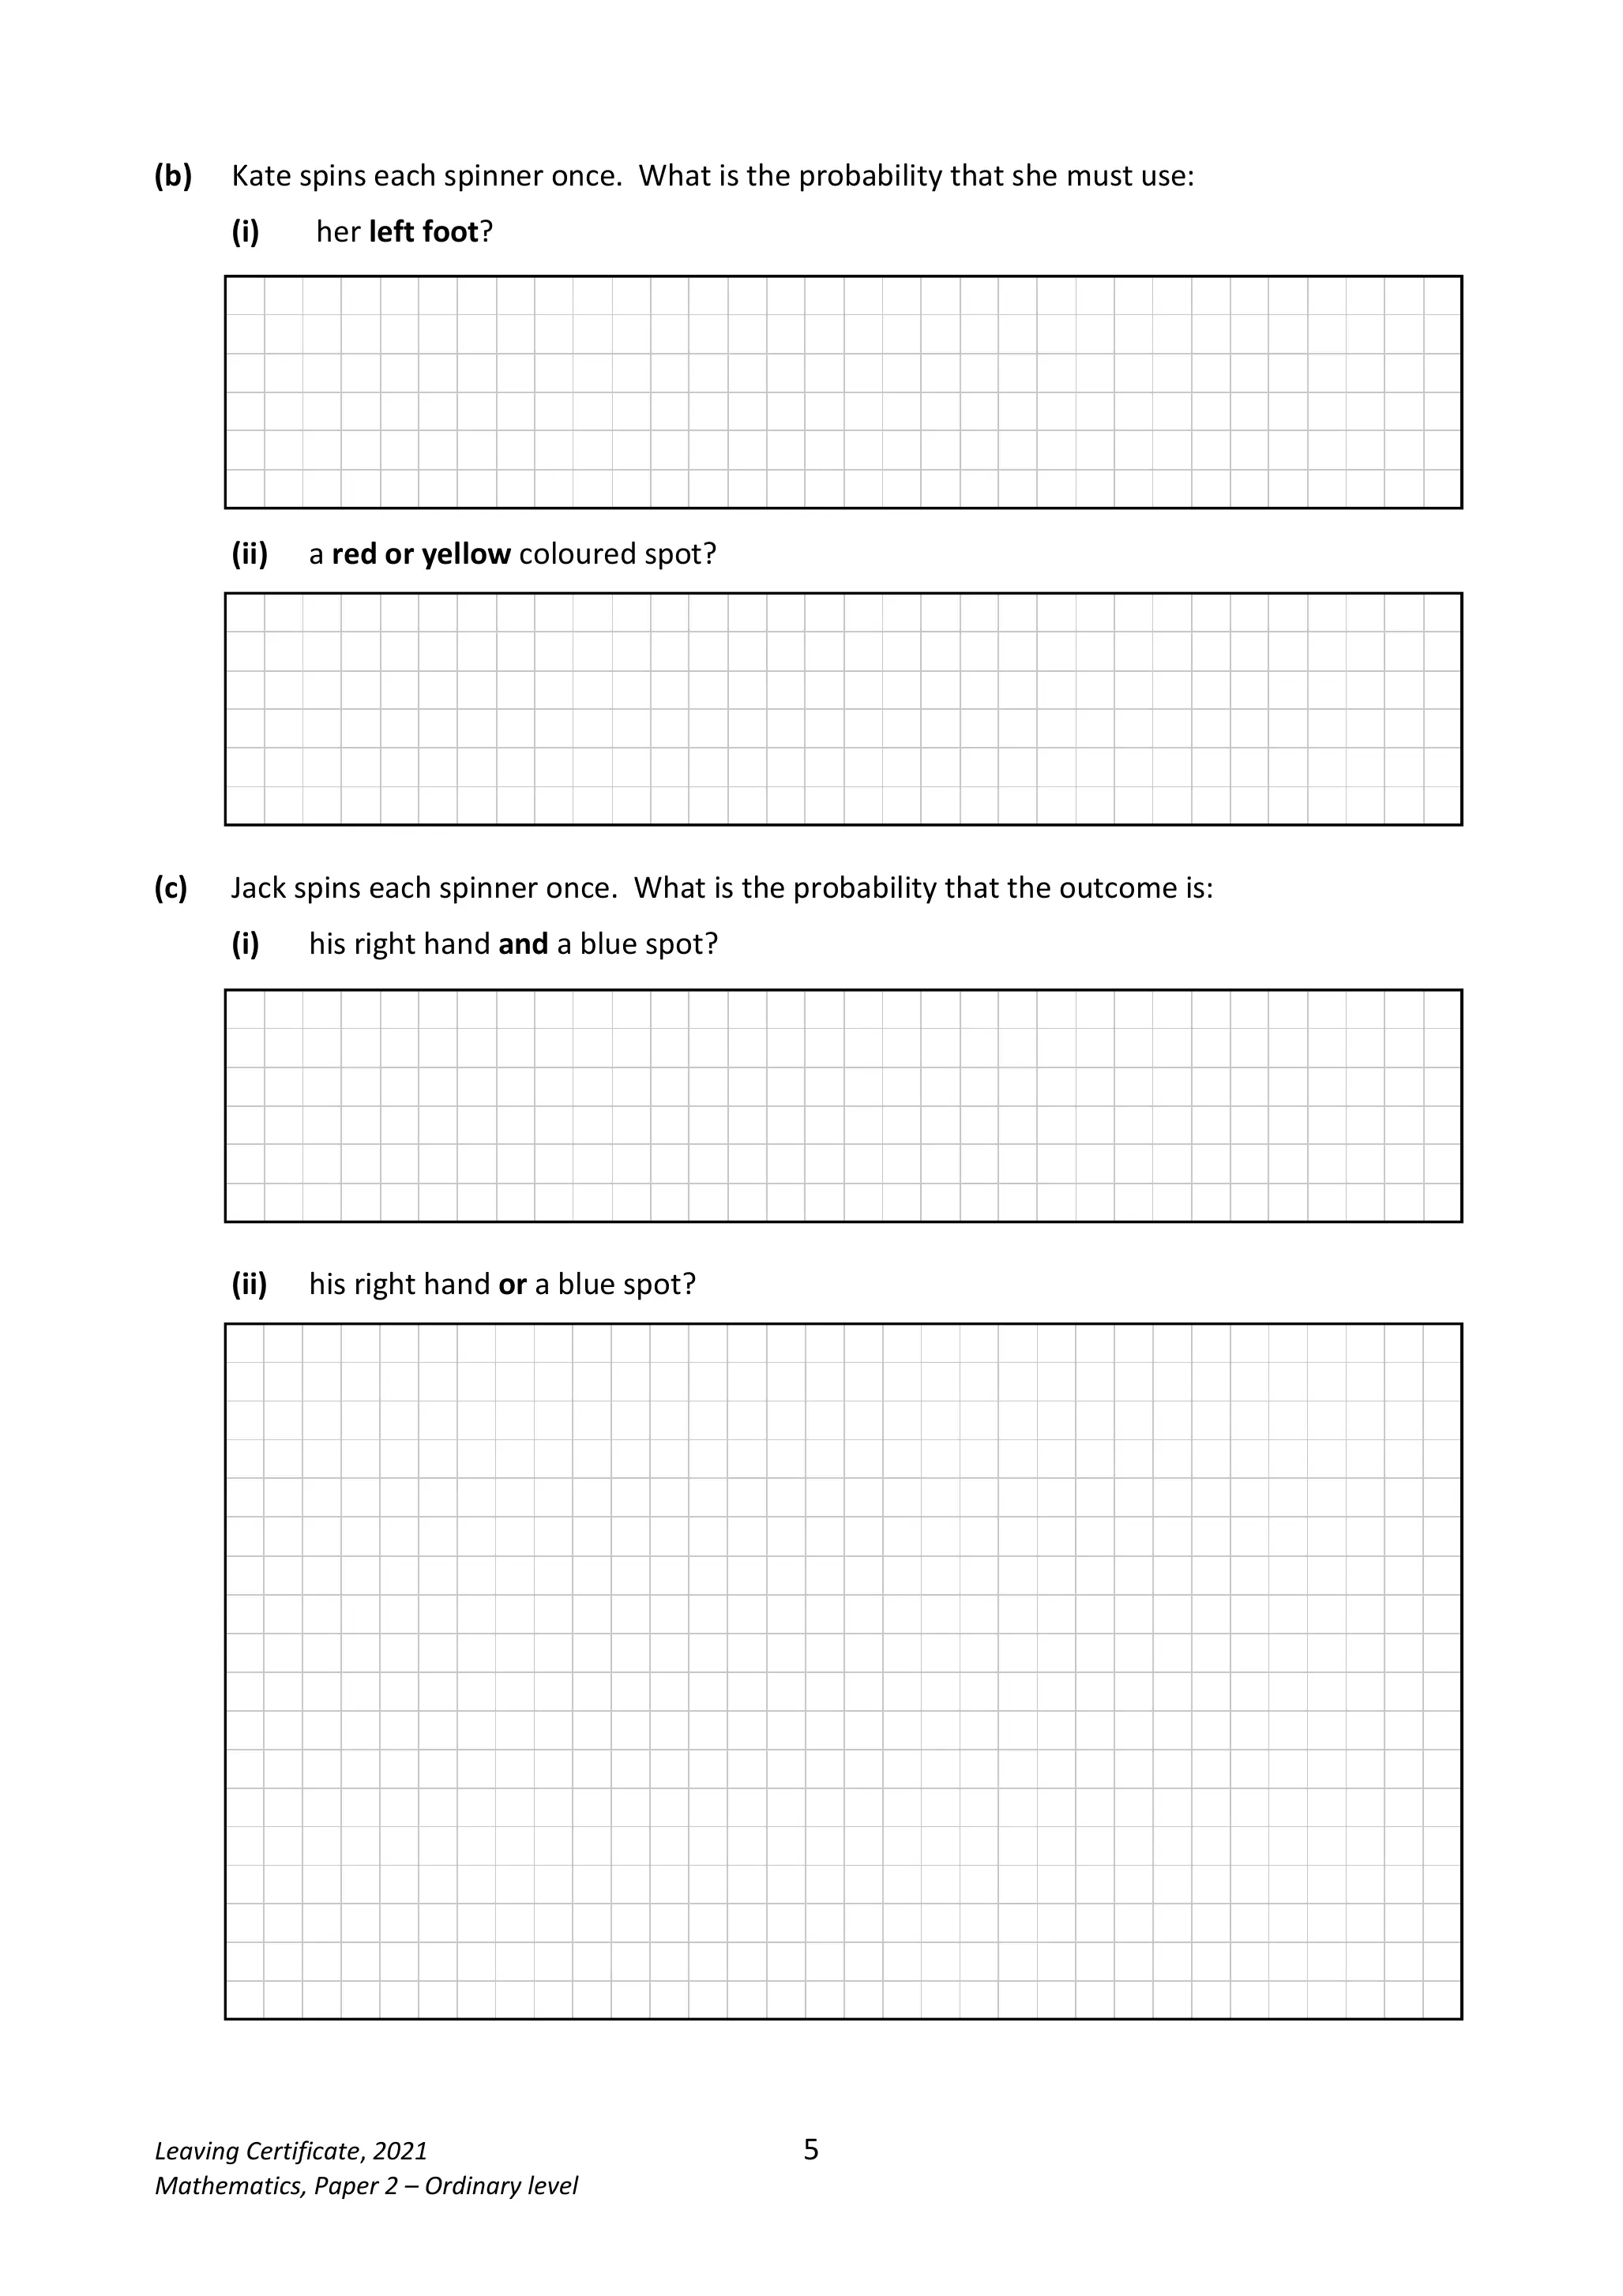 (b) Kate spins each spinner once. What is the probability that she must use:
(i) her left foot?
(ii) a red or yellow coloured spot?
(c) Jack spins each spinner once. What is the probability that the outcome is:
(i) his right hand and a blue spot?
(ii) his right hand or a blue spot?
Leaving Certificate, 2021 5
Mathematics, Paper 2 – Ordinary level